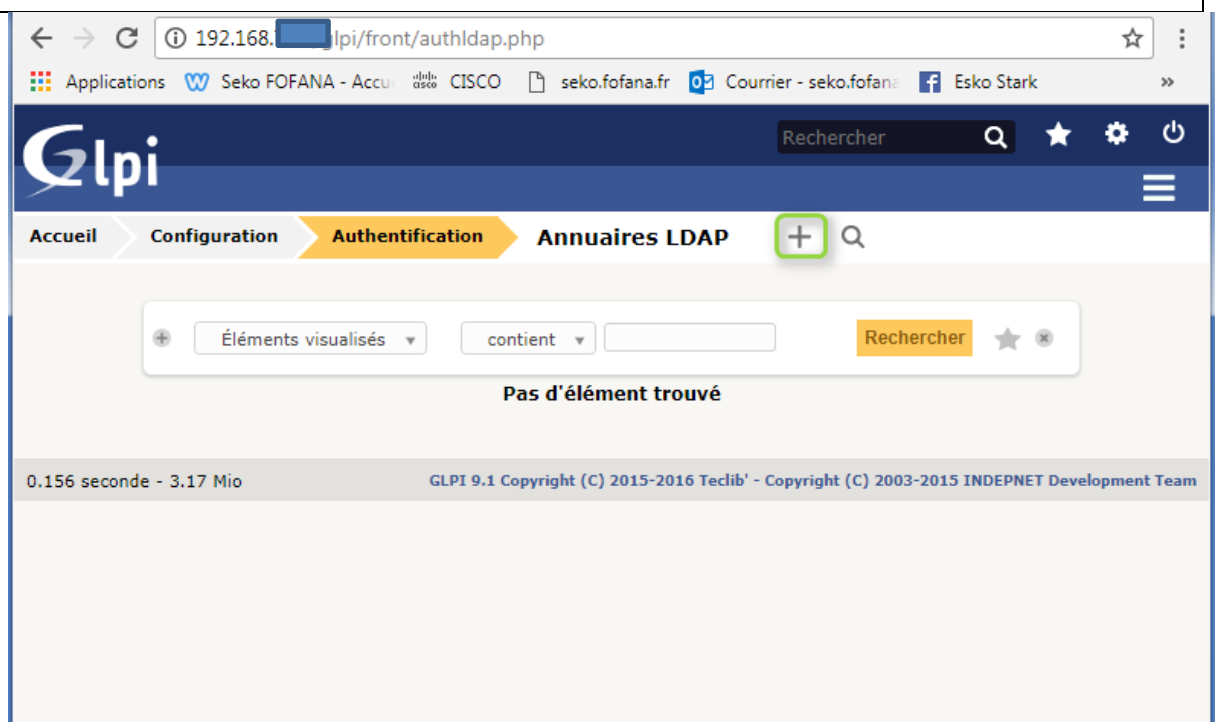 192.168. lpi/front/authldap.php
Applications Seko FOFANA - Accu CISCO seko.fofana.fr Courrier - seko.fofana Esko Stark »
Glpi
Rechercher
Accueil Configuration Authentification Annuaires LDAP
Éléments visualisés contient Rechercher
Pas d'élément trouvé
0.156 seconde - 3.17 Mio GLPI 9.1 Copyright (C) 2015-2016 Teclib' - Copyright (C) 2003-2015 INDEPNET Development Team